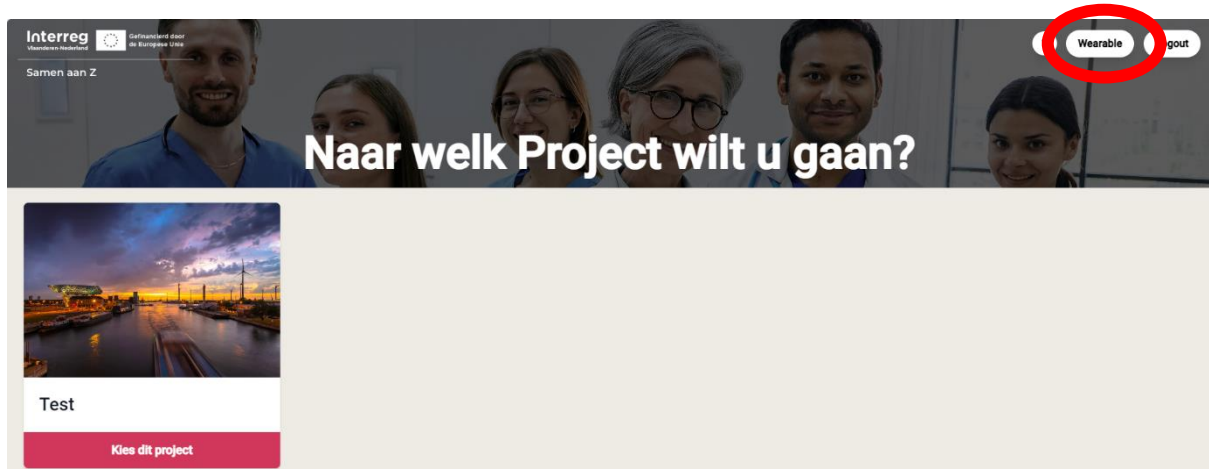 Interreg
Vlaanderen-Nederland
Gefinancierd door
de Europese Unie
Samen aan Z
Wearable
gout
Naar welk Project wilt u gaan?
Test
Kies dit project